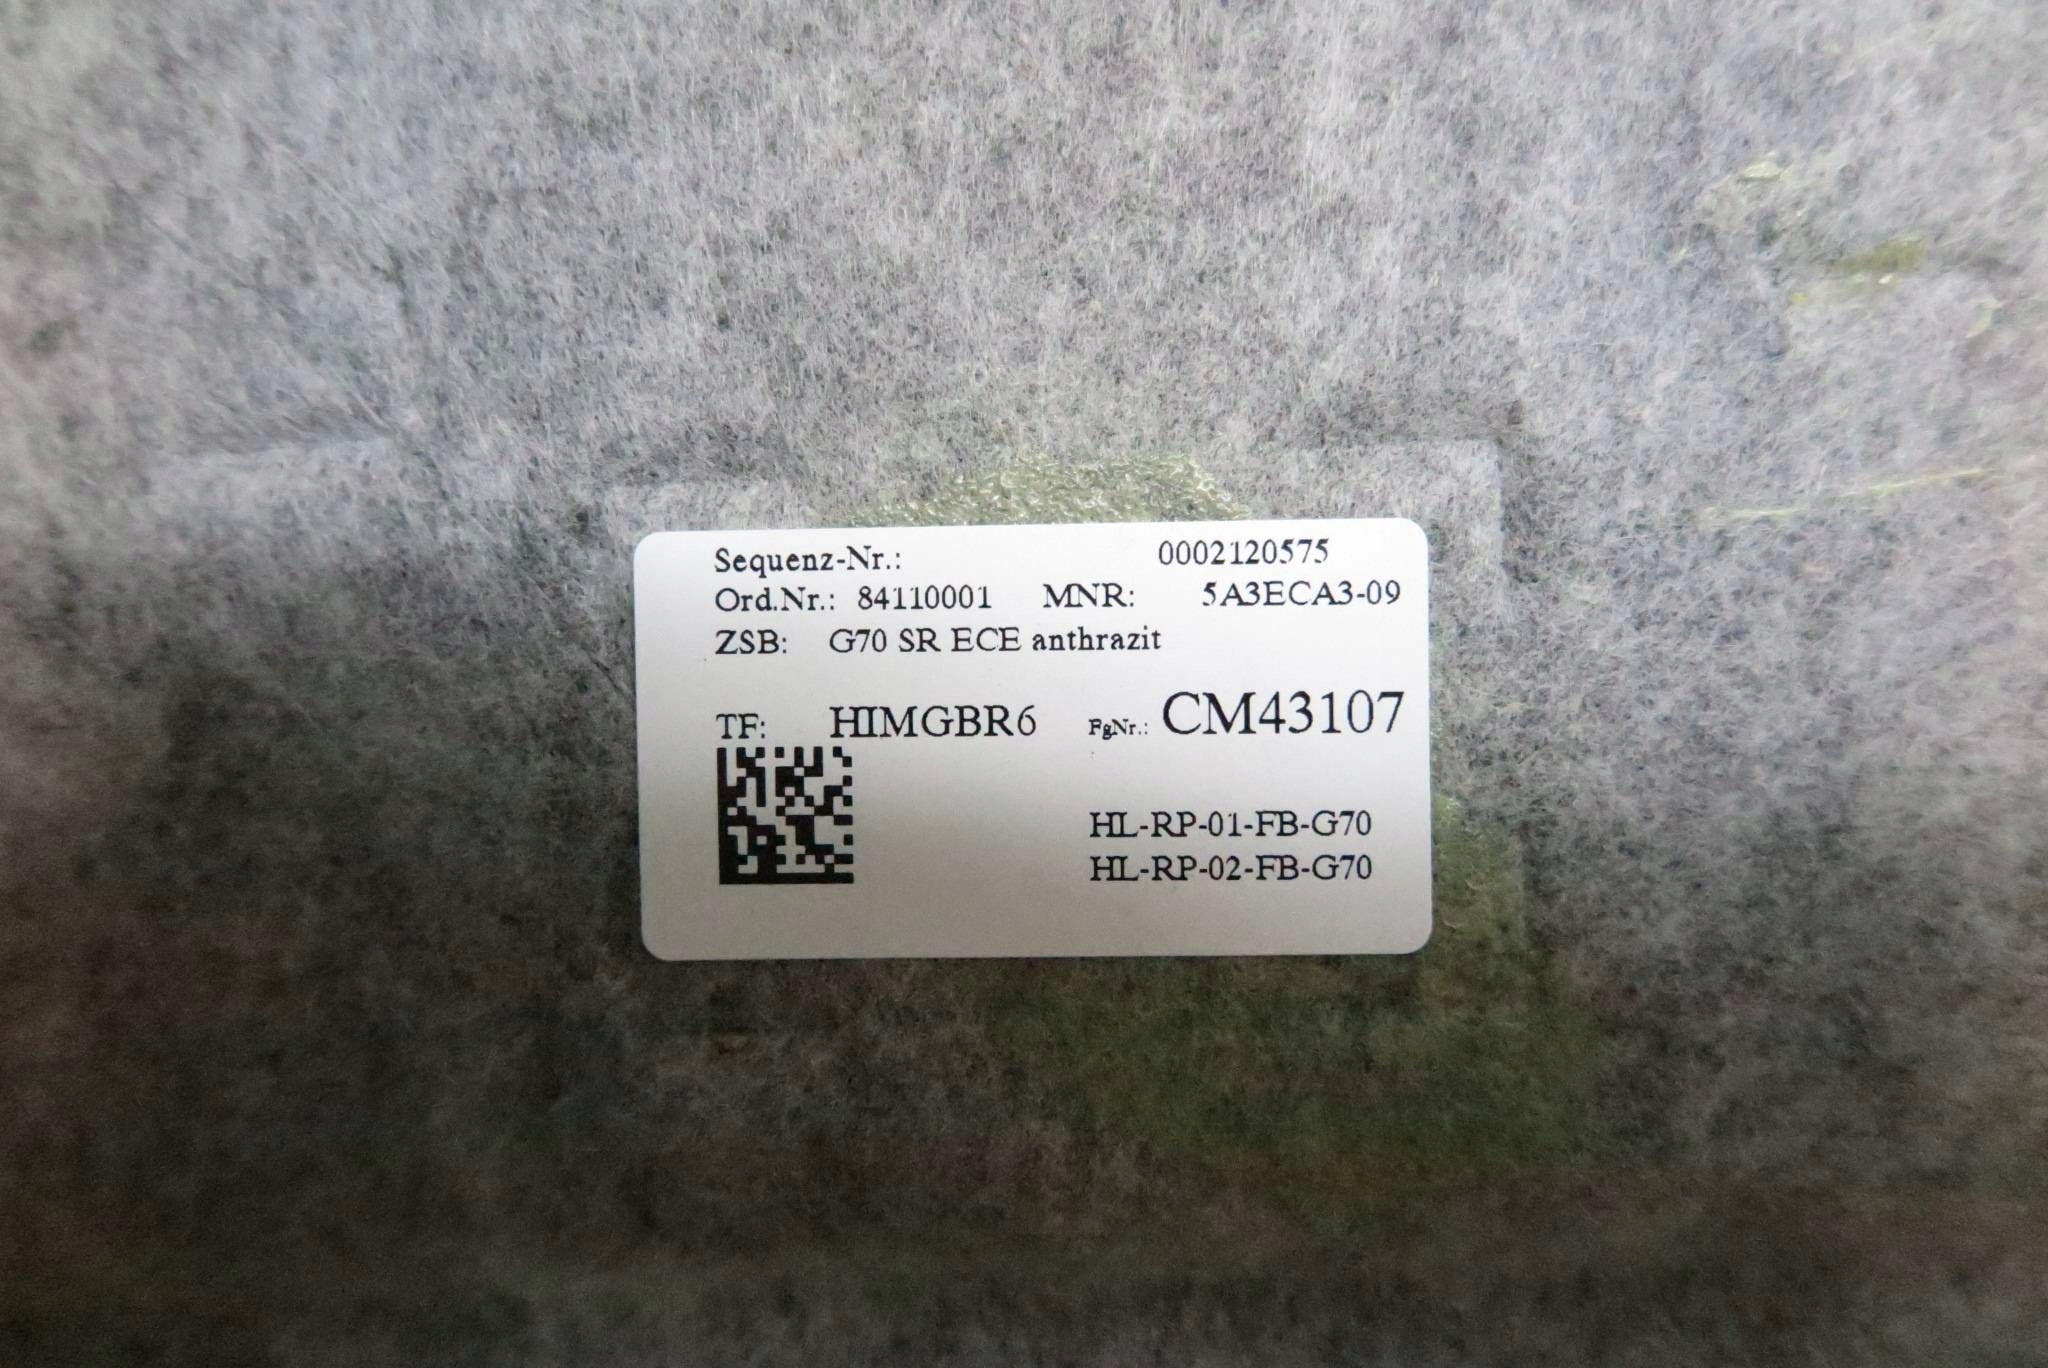 Sequenz-Nr.: 0002120575
Ord.Nr.: 84110001 MNR: 5A3ECA3-09
ZSB: G70 SR ECE anthrazit
TF: HIMGBR6 FgNr.: CM43107
HL-RP-01-FB-G70
HL-RP-02-FB-G70